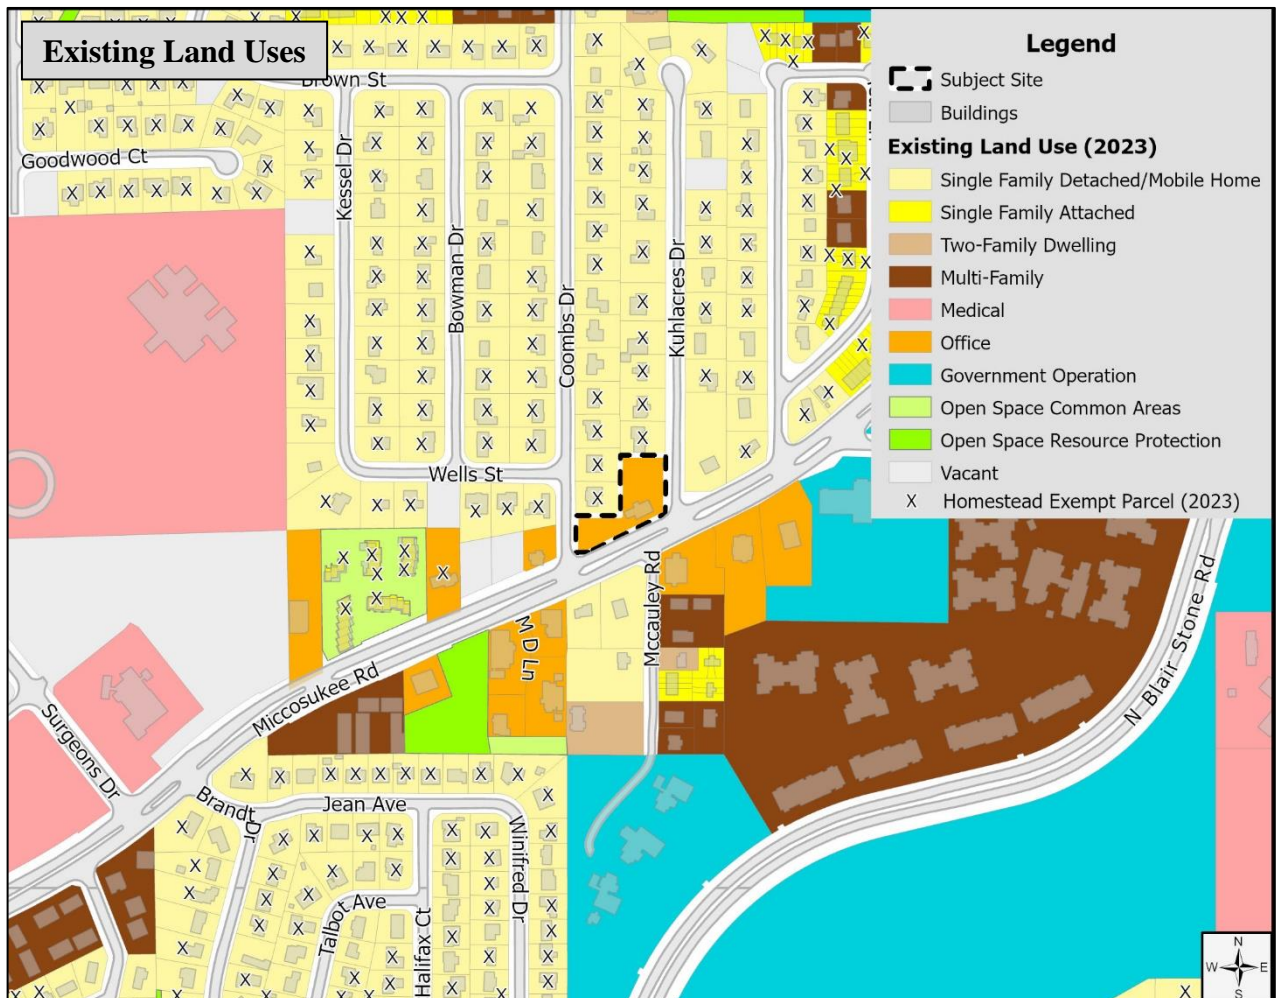 Existing Land Uses
Legend
Subject Site
Buildings
Existing Land Use (2023)
Single Family Detached/Mobile Home
Single Family Attached
Two-Family Dwelling
Multi-Family
Medical
Office
Government Operation
Open Space Common Areas
Open Space Resource Protection
Vacant
X Homestead Exempt Parcel (2023)
Brown St
Goodwood Ct
Kessel Dr
Bowman Dr
Coombs Dr
Kuhlacres Dr
Wells St
Mccauley Rd
M D Ln
Miccosukee Rd
N Blair Stone Rd
Surgeons Dr
Brandt Dr
Jean Ave
Winifred Dr
Talbot Ave
Halifax Ct
N
W E
S